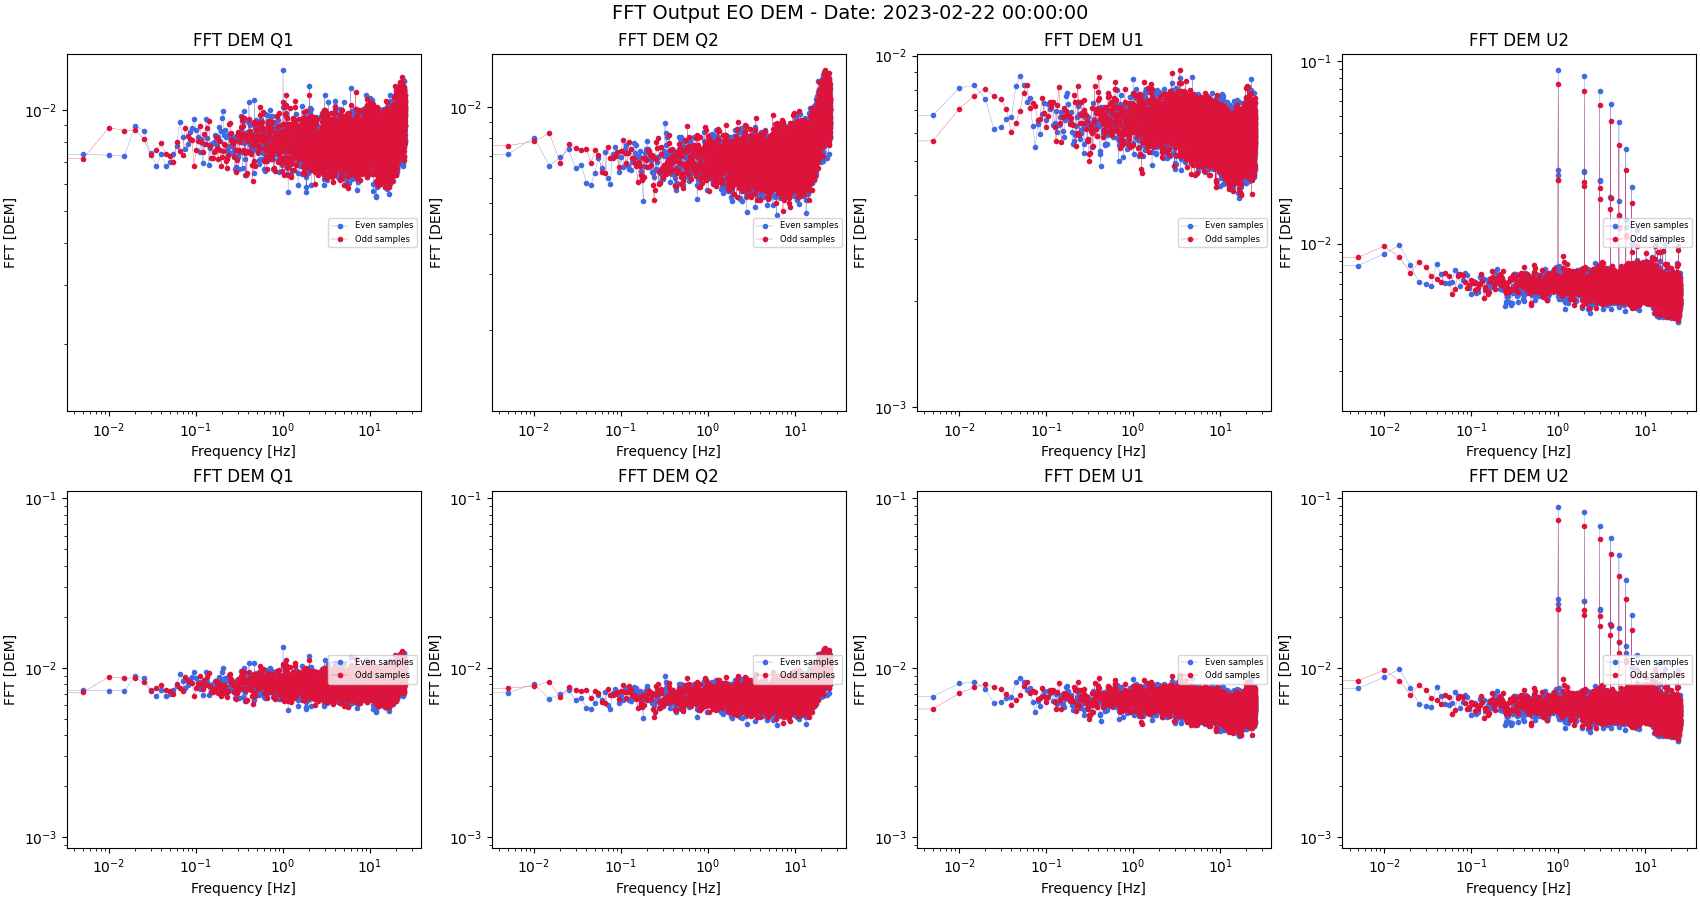 FFT Output EO DEM - Date: 2023-02-22 00:00:00
FFT DEM Q1
FFT [DEM]
10⁻²
Even samples
Odd samples
10⁻² 10⁻¹ 10⁰ 10¹
Frequency [Hz]
FFT DEM Q2
FFT [DEM]
10⁻²
Even samples
Odd samples
10⁻² 10⁻¹ 10⁰ 10¹
Frequency [Hz]
FFT DEM U1
FFT [DEM]
10⁻²
10⁻³
Even samples
Odd samples
10⁻² 10⁻¹ 10⁰ 10¹
Frequency [Hz]
FFT DEM U2
FFT [DEM]
10⁻¹
10⁻²
Even samples
Odd samples
10⁻² 10⁻¹ 10⁰ 10¹
Frequency [Hz]
FFT DEM Q1
FFT [DEM]
10⁻¹
10⁻²
10⁻³
Even samples
Odd samples
10⁻² 10⁻¹ 10⁰ 10¹
Frequency [Hz]
FFT DEM Q2
FFT [DEM]
10⁻¹
10⁻²
10⁻³
Even samples
Odd samples
10⁻² 10⁻¹ 10⁰ 10¹
Frequency [Hz]
FFT DEM U1
FFT [DEM]
10⁻¹
10⁻²
10⁻³
Even samples
Odd samples
10⁻² 10⁻¹ 10⁰ 10¹
Frequency [Hz]
FFT DEM U2
FFT [DEM]
10⁻¹
10⁻²
10⁻³
Even samples
Odd samples
10⁻² 10⁻¹ 10⁰ 10¹
Frequency [Hz]